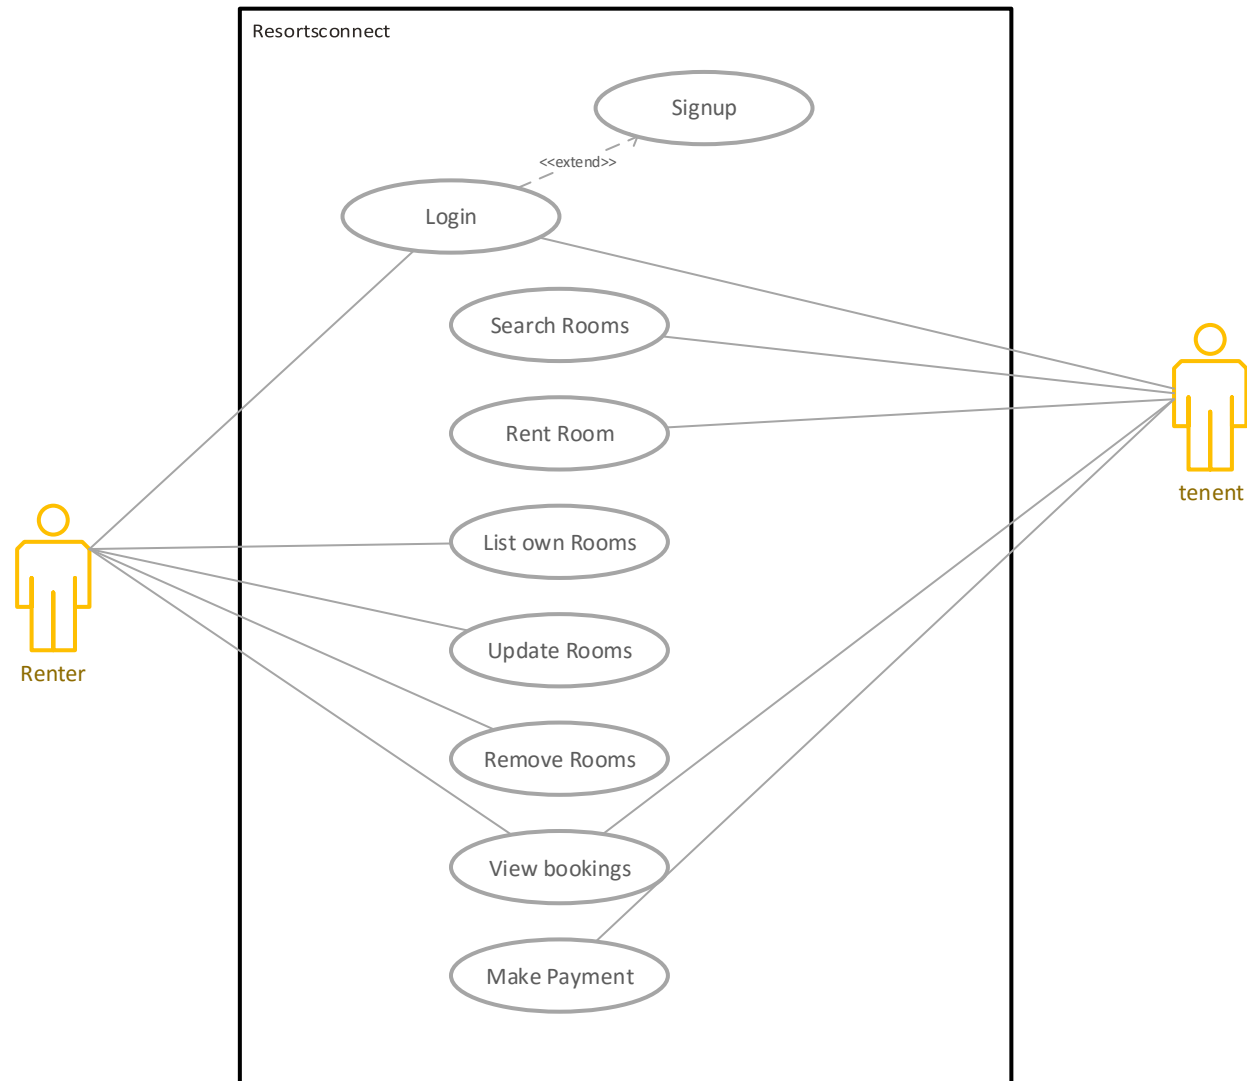 Resortsconnect
Signup
<<extend>>
Login
Search Rooms
Rent Room
tenent
List own Rooms
Update Rooms
Renter
Remove Rooms
View bookings
Make Payment